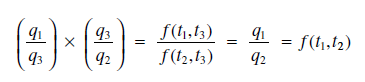 (q₁/q₃) × (q₃/q₂) = f(t₁,t₃)/f(t₂,t₃) = q₁/q₂ = f(t₁,t₂)